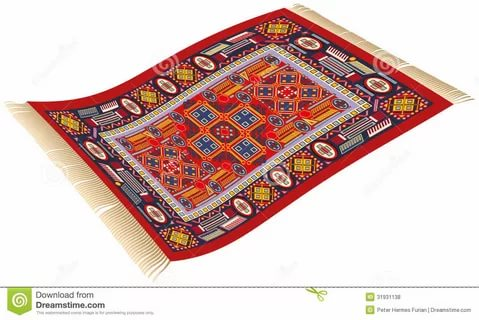 Download from
Dreamstime.com
This watermarked comp image is for previewing purposes only.
31931138
Peter Hermes Furian | Dreamstime.com